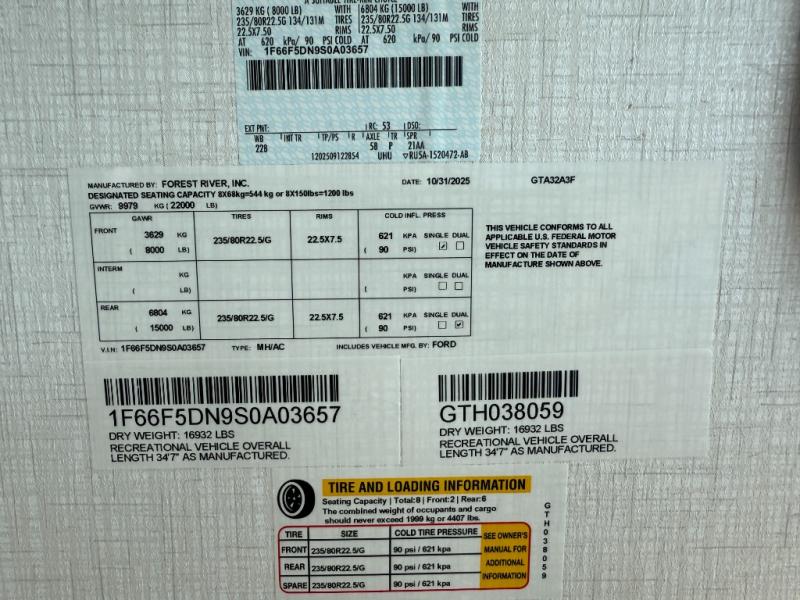 A SUITABLE TIRE-RIM CHOICE
3629 KG ( 8000 LB) WITH 6804 KG (15000 LB) WITH
235/80R22.5G 134/131M TIRES 235/80R22.5G 134/131M TIRES
22.5X7.50 RIMS 22.5X7.50 RIMS
AT 620 kPa/ 90 PSI COLD AT 620 kPa/ 90 PSI COLD
VIN: 1F66F5DN9S0A03657
EXT PNT: RC: 53 DSO:
WB INT TR TP/PS R AXLE TR SPR
228 58 P 21AA
1202509122854 UHU ▽RU5A-1520472-AB
MANUFACTURED BY: FOREST RIVER, INC. DATE: 10/31/2025 GTA32A3F
DESIGNATED SEATING CAPACITY 8X68kg=544 kg or 8X150lbs=1200 lbs
GVWR: 9979 KG ( 22000 LB)
GAWR TIRES RIMS COLD INFL. PRESS
FRONT 3629 KG 235/80R22.5/G 22.5X7.5 621 KPA SINGLE DUAL
( 8000 LB) ( 90 PSI) ☑ ☐
INTERM KG KPA SINGLE DUAL
( LB) ( PSI) ☐ ☐
REAR 6804 KG 235/80R22.5/G 22.5X7.5 621 KPA SINGLE DUAL
( 15000 LB) ( 90 PSI) ☐ ☑
THIS VEHICLE CONFORMS TO ALL
APPLICABLE U.S. FEDERAL MOTOR
VEHICLE SAFETY STANDARDS IN
EFFECT ON THE DATE OF
MANUFACTURE SHOWN ABOVE.
V.I.N: 1F66F5DN9S0A03657 TYPE: MH/AC INCLUDES VEHICLE MFG. BY: FORD
1F66F5DN9S0A03657
DRY WEIGHT: 16932 LBS
RECREATIONAL VEHICLE OVERALL
LENGTH 34'7" AS MANUFACTURED.
GTH038059
DRY WEIGHT: 16932 LBS
RECREATIONAL VEHICLE OVERALL
LENGTH 34'7" AS MANUFACTURED.
TIRE AND LOADING INFORMATION
Seating Capacity | Total:8 | Front:2 | Rear:6
The combined weight of occupants and cargo
should never exceed 1999 kg or 4407 lbs.
TIRE SIZE COLD TIRE PRESSURE
FRONT 235/80R22.5/G 90 psi / 621 kpa
REAR 235/80R22.5/G 90 psi / 621 kpa
SPARE 235/80R22.5/G 90 psi / 621 kpa
SEE OWNER'S
MANUAL FOR
ADDITIONAL
INFORMATION
GTH038059